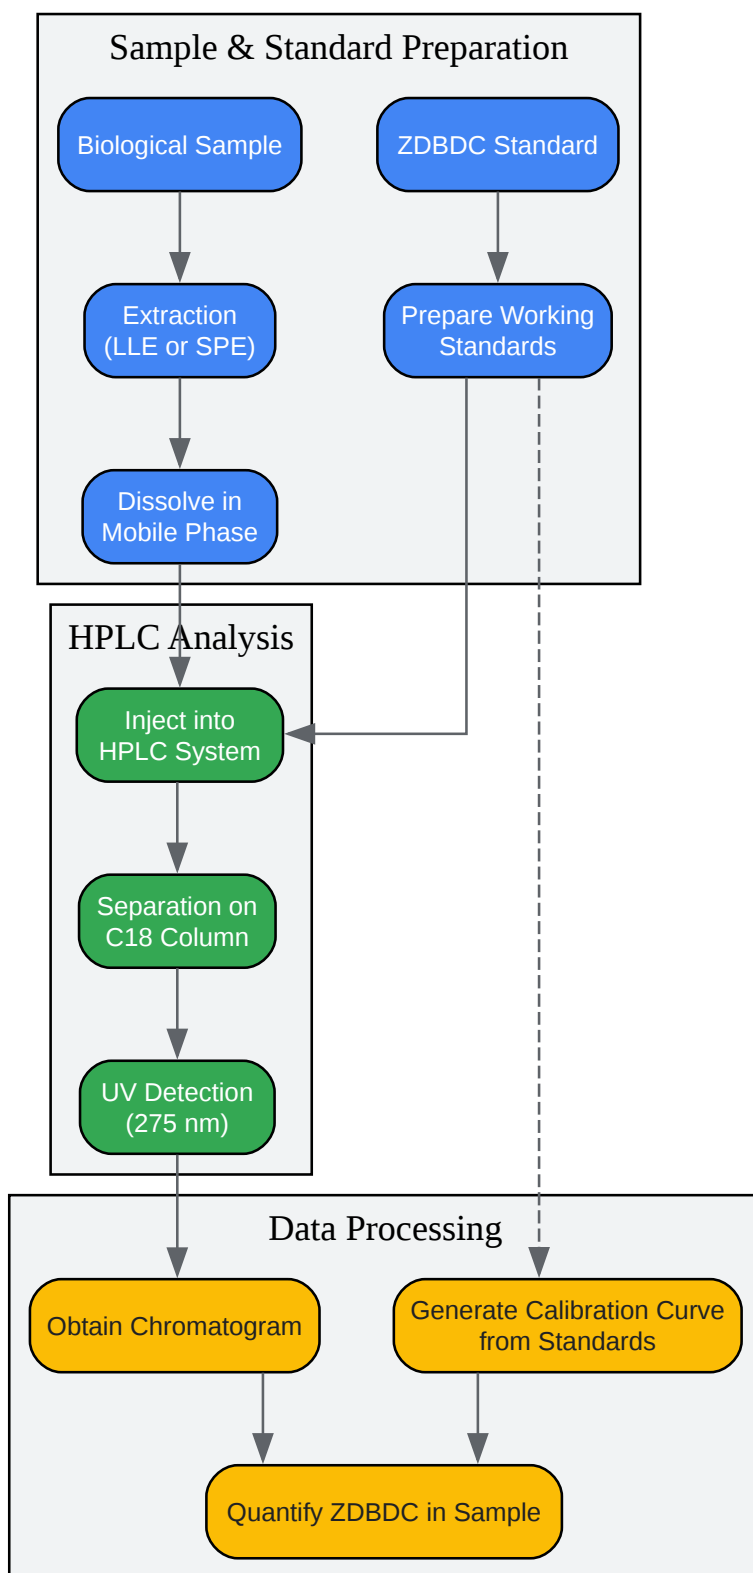 Sample & Standard Preparation
Biological Sample
ZDBDC Standard
Extraction
(LLE or SPE)
Prepare Working
Standards
Dissolve in
Mobile Phase
HPLC Analysis
Inject into
HPLC System
Separation on
C18 Column
UV Detection
(275 nm)
Data Processing
Obtain Chromatogram
Generate Calibration Curve
from Standards
Quantify ZDBDC in Sample